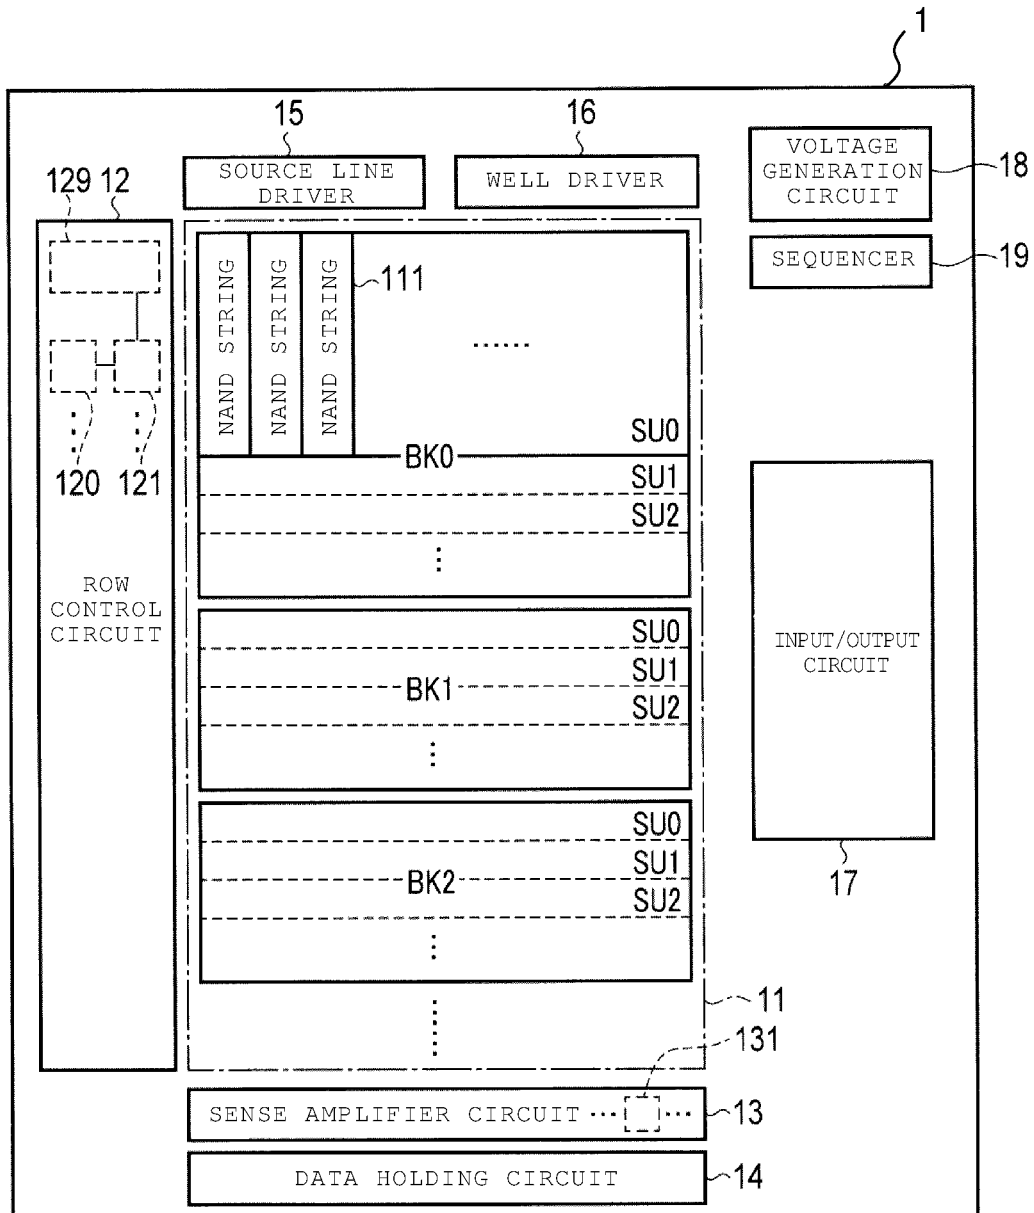 1
15
16
SOURCE LINE
DRIVER
WELL DRIVER
VOLTAGE
GENERATION
CIRCUIT
18
129
12
SEQUENCER
19
NAND STRING
NAND STRING
NAND STRING
111
......
SU0
BK0
SU1
SU2
120
121
ROW
CONTROL
CIRCUIT
SU0
SU1
BK1
SU2
INPUT/OUTPUT
CIRCUIT
17
SU0
SU1
BK2
SU2
11
131
SENSE AMPLIFIER CIRCUIT ... ...
13
DATA HOLDING CIRCUIT
14